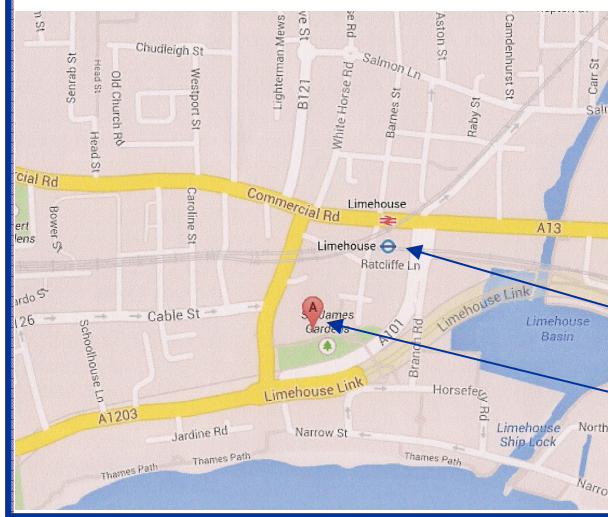 Chudleigh St
Salmon Ln
Aston St
Camdenhurst St
Carr St
Senrab St
Head St
Old Church Rd
Westport St
Lighterman Mews
B121
White Horse Rd
Barnes St
Raby St
Head St
Commercial Rd
Limehouse
A13
Bower St
Caroline St
Limehouse
Ratcliffe Ln
A
Cable St
Gardens
A101
Branch Rd
Limehouse Link
Limehouse
Basin
Schoolhouse Ln
Limehouse Link
Horseferry Rd
A1203
Jardine Rd
Narrow St
Limehouse
Ship Lock
Thames Path
Thames Path
Thames Path